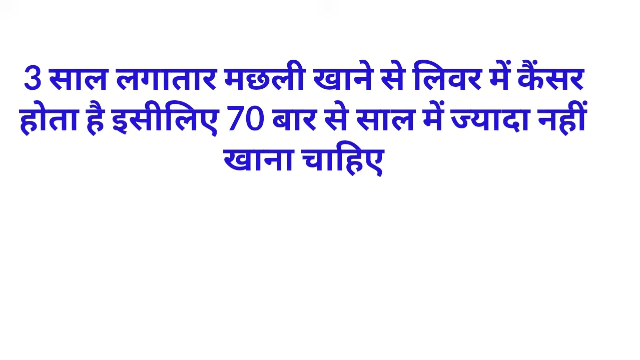 3 साल लगातार मछली खाने से लिवर में कैंसर
होता है इसीलिए 70 बार से साल में ज्यादा नहीं
खाना चाहिए